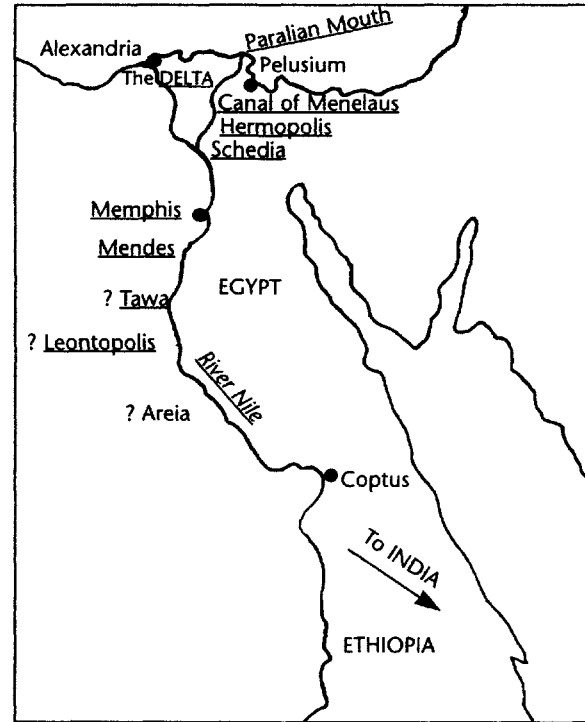 Paralian Mouth
Alexandria
Pelusium
The DELTA
Canal of Menelaus
Hermopolis
Schedia
Memphis
Mendes
EGYPT
? Tawa
? Leontopolis
River Nile
? Areia
Coptus
To INDIA
ETHIOPIA